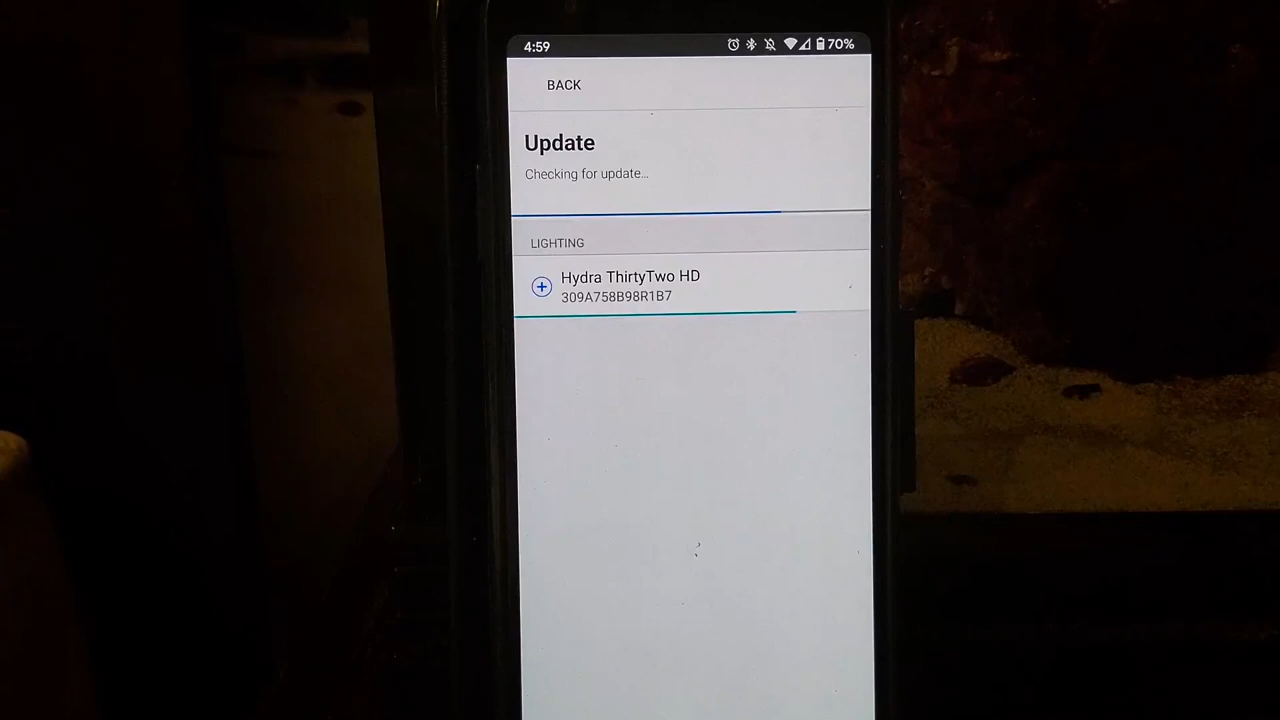 4:59 70%
BACK
Update
Checking for update...
LIGHTING
Hydra ThirtyTwo HD
309A758B98R1B7